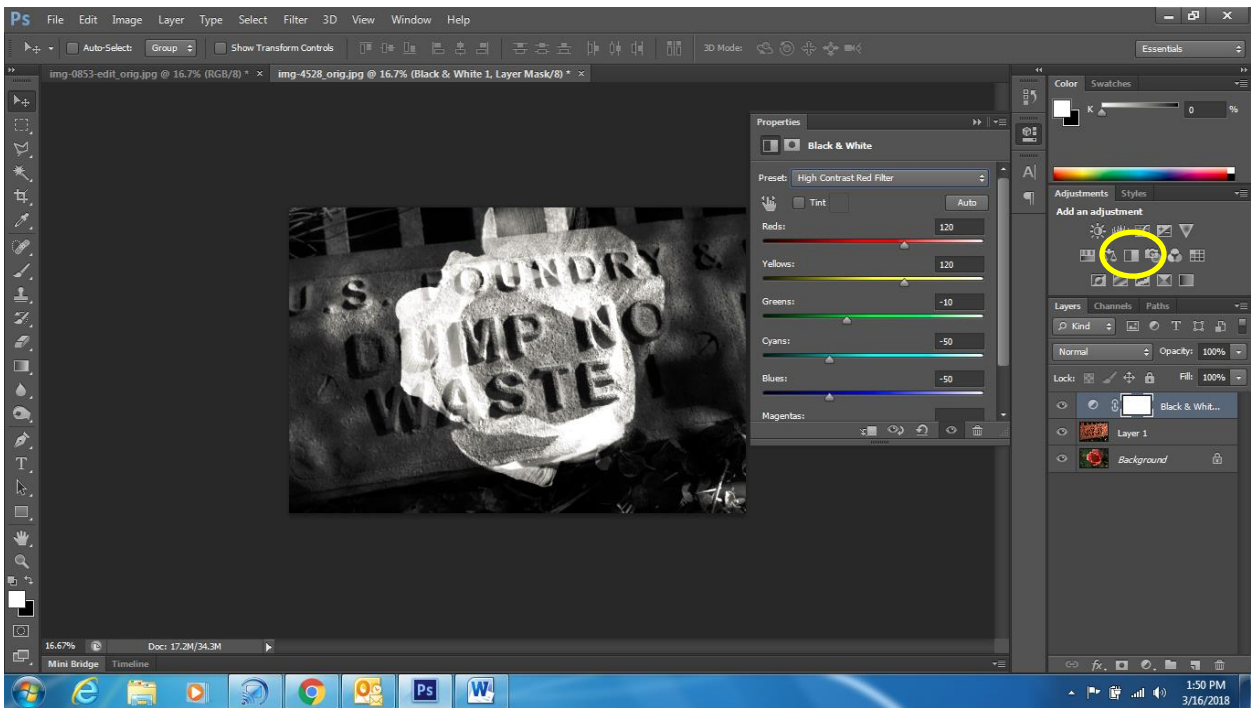 Ps File Edit Image Layer Type Select Filter 3D View Window Help
Auto-Select: Group Show Transform Controls 3D Mode: Essentials
img-0853-edit_orig.jpg @ 16.7% (RGB/8) * × img-4528_orig.jpg @ 16.7% (Black & White 1, Layer Mask/8) * ×
Color Swatches
K 0 %
Properties
Black & White
Preset: High Contrast Red Filter
Tint Auto
Reds: 120
Yellows: 120
Greens: -10
Cyans: -50
Blues: -50
Magentas:
U.S. FOUNDRY &
DUMP NO
WASTE !
Adjustments Styles
Add an adjustment
Layers Channels Paths
Kind
Normal Opacity: 100%
Lock: Fill: 100%
Black & Whit...
Layer 1
Background
fx.
16.67% Doc: 17.2M/34.3M
Mini Bridge Timeline
Ps W
1:50 PM
3/16/2018